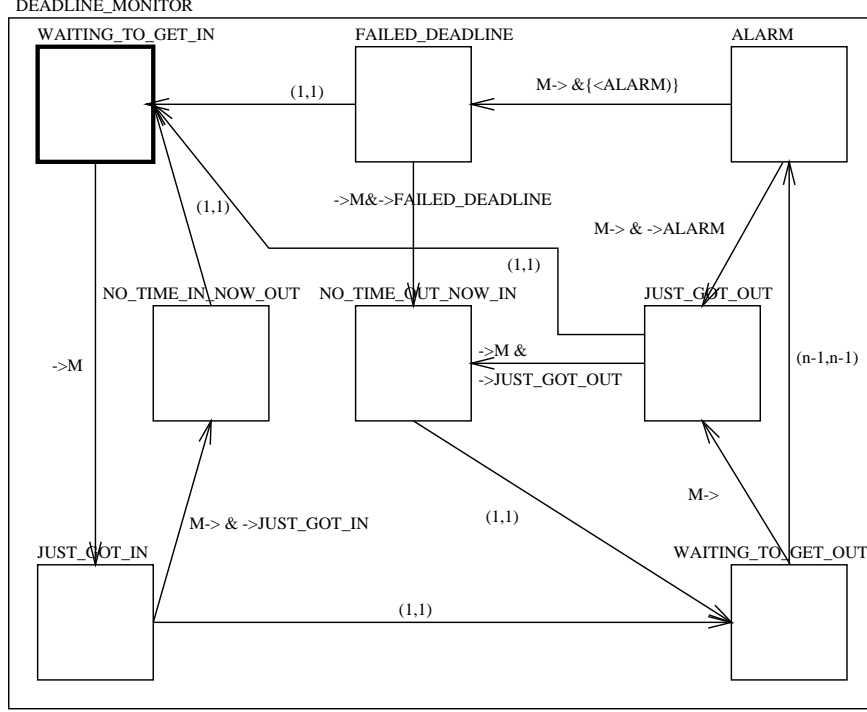 DEADLINE_MONITOR
WAITING_TO_GET_IN
FAILED_DEADLINE
ALARM
(1,1)
M-> &{<ALARM)}
->M&->FAILED_DEADLINE
(1,1)
M-> & ->ALARM
(1,1)
NO_TIME_IN_NOW_OUT
NO_TIME_OUT_NOW_IN
JUST_GOT_OUT
->M
->M &
->JUST_GOT_OUT
(n-1,n-1)
M->
M-> & ->JUST_GOT_IN
(1,1)
JUST_GOT_IN
WAITING_TO_GET_OUT
(1,1)